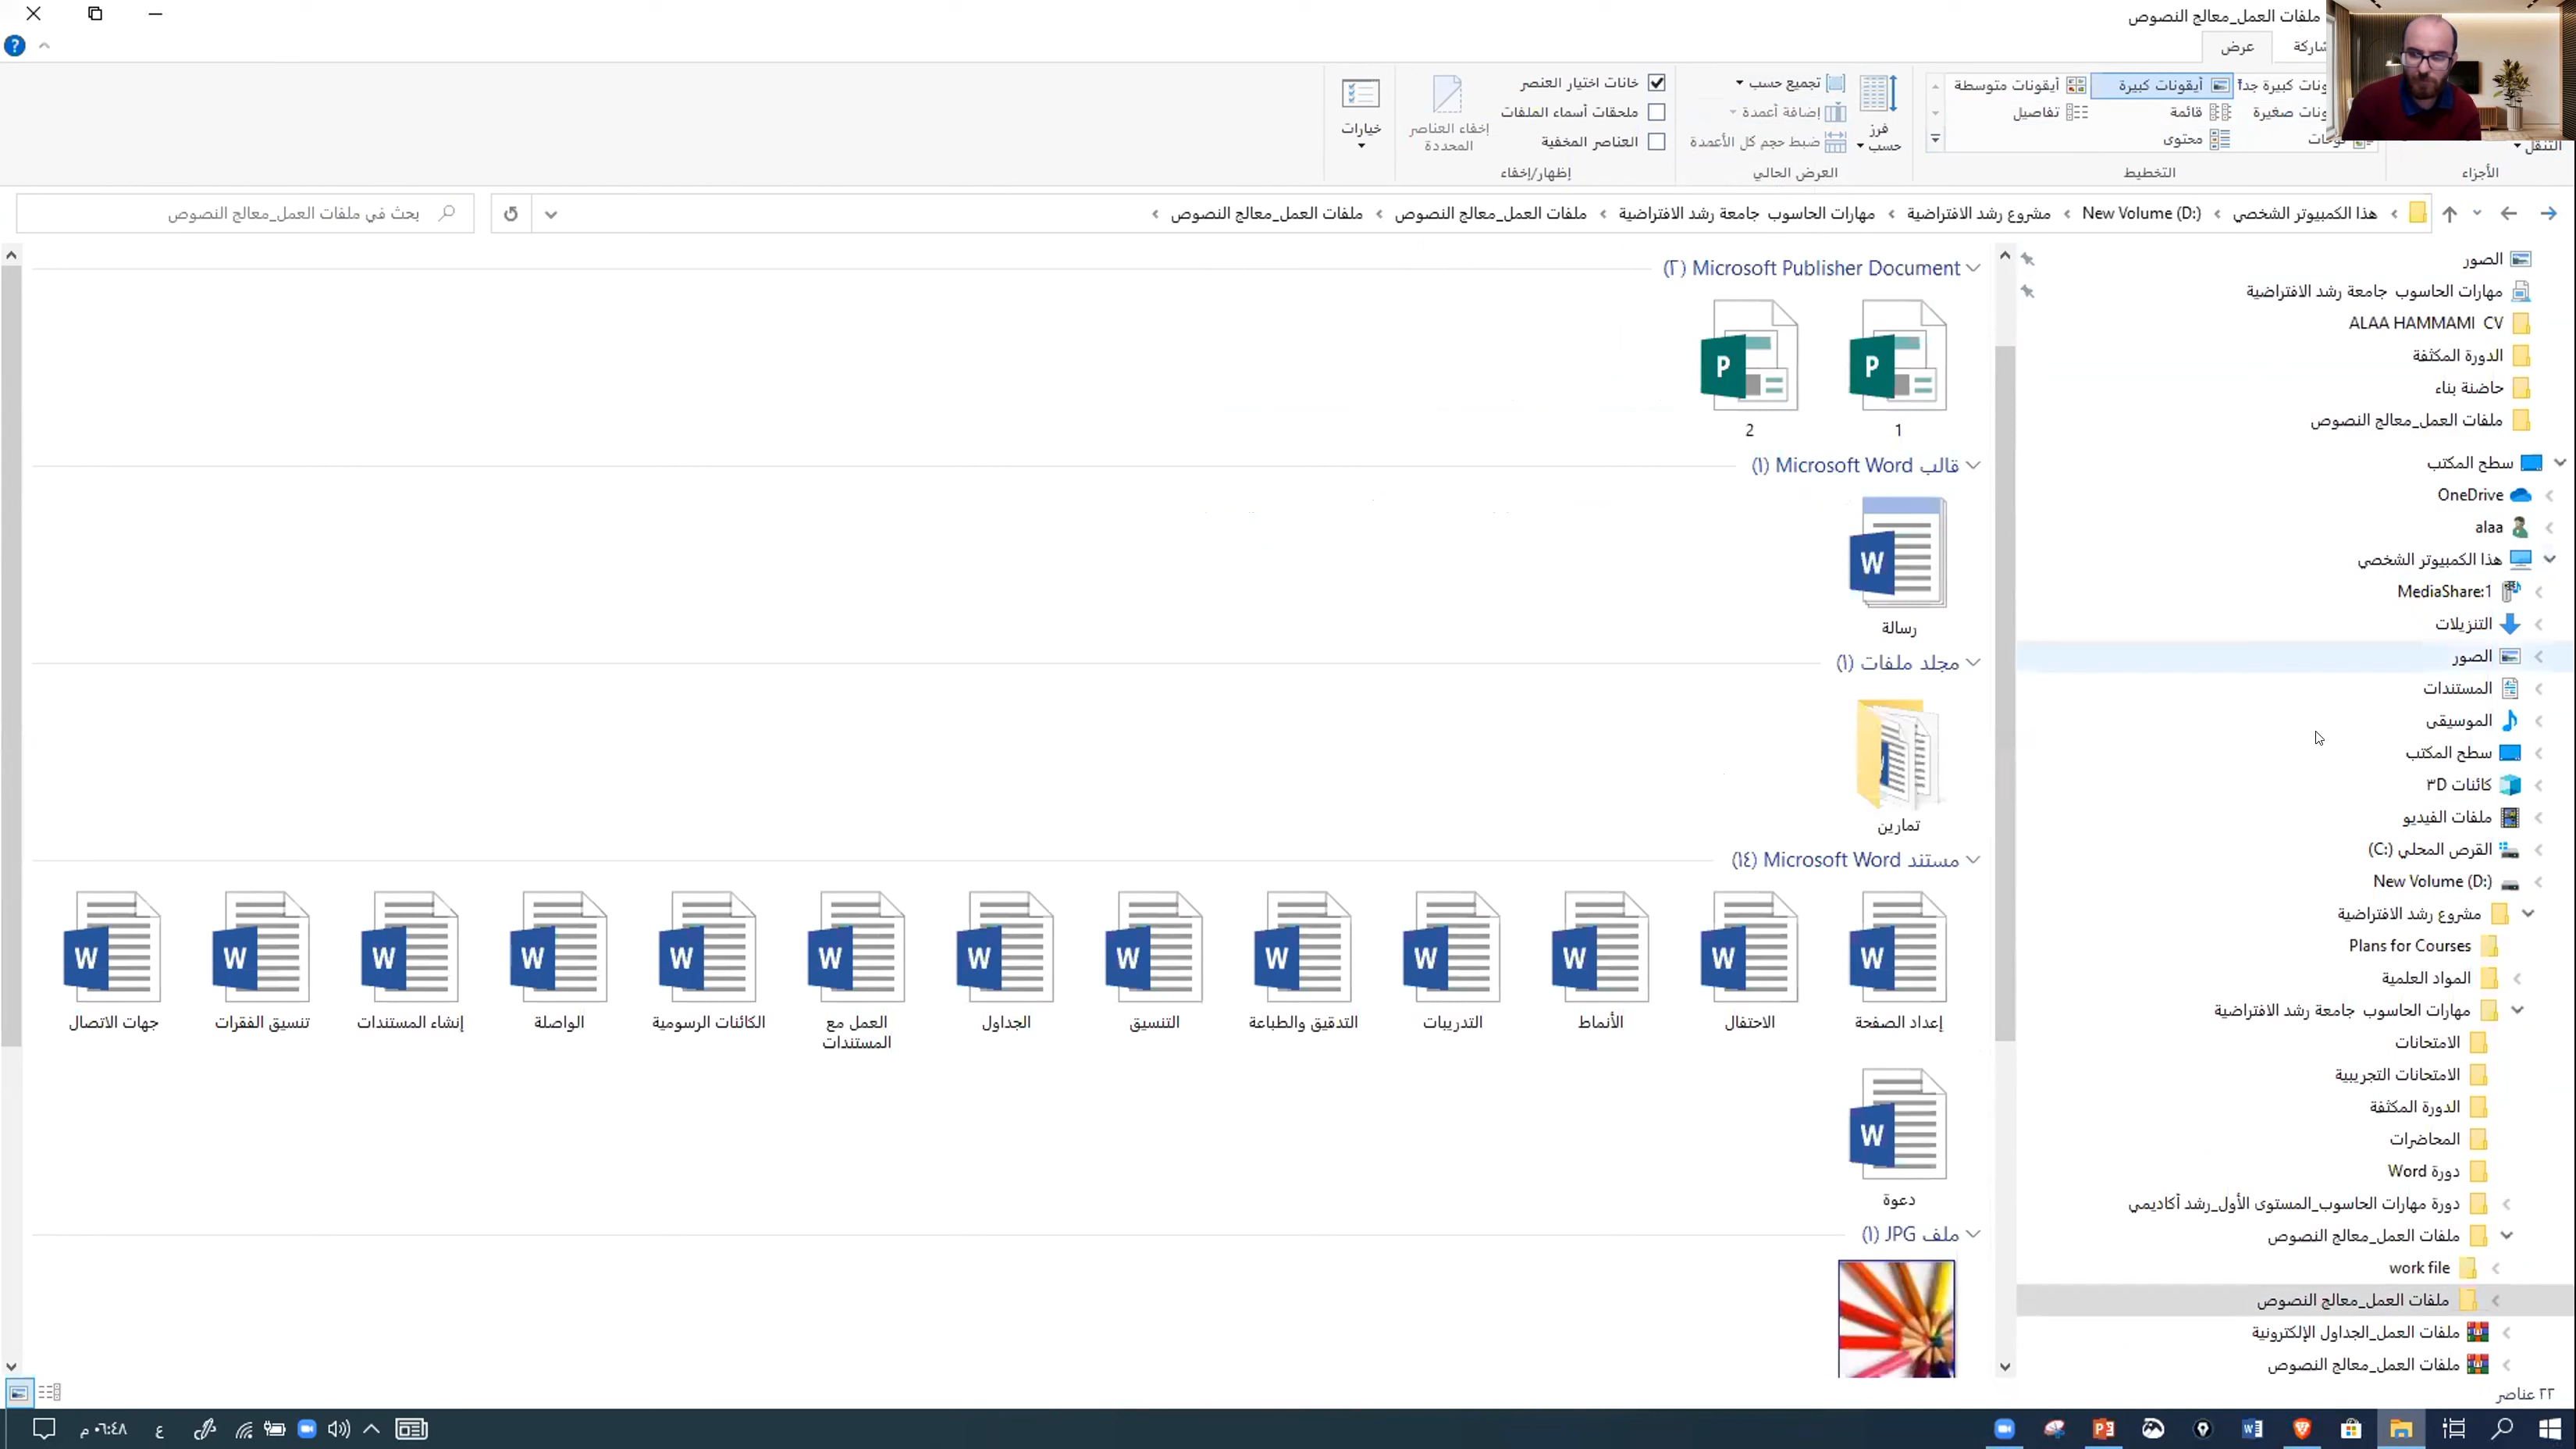 ملفات العمل_معالج النصوص
عرض
أيقونات كبيرة
أيقونات متوسطة
قائمة
تفاصيل
محتوى
التخطيط
الأجزاء
فرز حسب
تجميع حسب
إضافة أعمدة
ضبط حجم كل الأعمدة
العرض الحالي
خانات اختيار العنصر
ملحقات أسماء الملفات
العناصر المخفية
إخفاء العناصر المحددة
إظهار/إخفاء
خيارات
هذا الكمبيوتر الشخصي
New Volume (D:)
مشروع رشد الافتراضية
مهارات الحاسوب جامعة رشد الافتراضية
ملفات العمل_معالج النصوص
ملفات العمل_معالج النصوص
بحث في ملفات العمل_معالج النصوص
الصور
مهارات الحاسوب جامعة رشد الافتراضية
ALAA HAMMAMI CV
الدورة المكثفة
حاضنة بناء
ملفات العمل_معالج النصوص
سطح المكتب
OneDrive
alaa
هذا الكمبيوتر الشخصي
MediaShare:1
التنزيلات
الصور
المستندات
الموسيقى
سطح المكتب
كائنات ٣D
ملفات الفيديو
القرص المحلي (C:)
New Volume (D:)
مشروع رشد الافتراضية
Plans for Courses
المواد العلمية
مهارات الحاسوب جامعة رشد الافتراضية
الامتحانات
الامتحانات التجريبية
الدورة المكثفة
المحاضرات
دورة Word
دورة مهارات الحاسوب_المستوى الأول_رشد أكاديمي
ملفات العمل_معالج النصوص
work file
ملفات العمل_معالج النصوص
ملفات العمل_الجداول الإلكترونية
ملفات العمل_معالج النصوص
Microsoft Publisher Document (٢)
1
2
قالب Microsoft Word (١)
رسالة
مجلد ملفات (١)
تمارين
مستند Microsoft Word (١٤)
إعداد الصفحة
الاحتفال
الأنماط
التدريبات
التدقيق والطباعة
التنسيق
الجداول
العمل مع
المستندات
الكائنات الرسومية
الواصلة
إنشاء المستندات
تنسيق الفقرات
جهات الاتصال
دعوة
ملف JPG (١)
٢٢ عناصر
ع
٠٦:٤٨ م